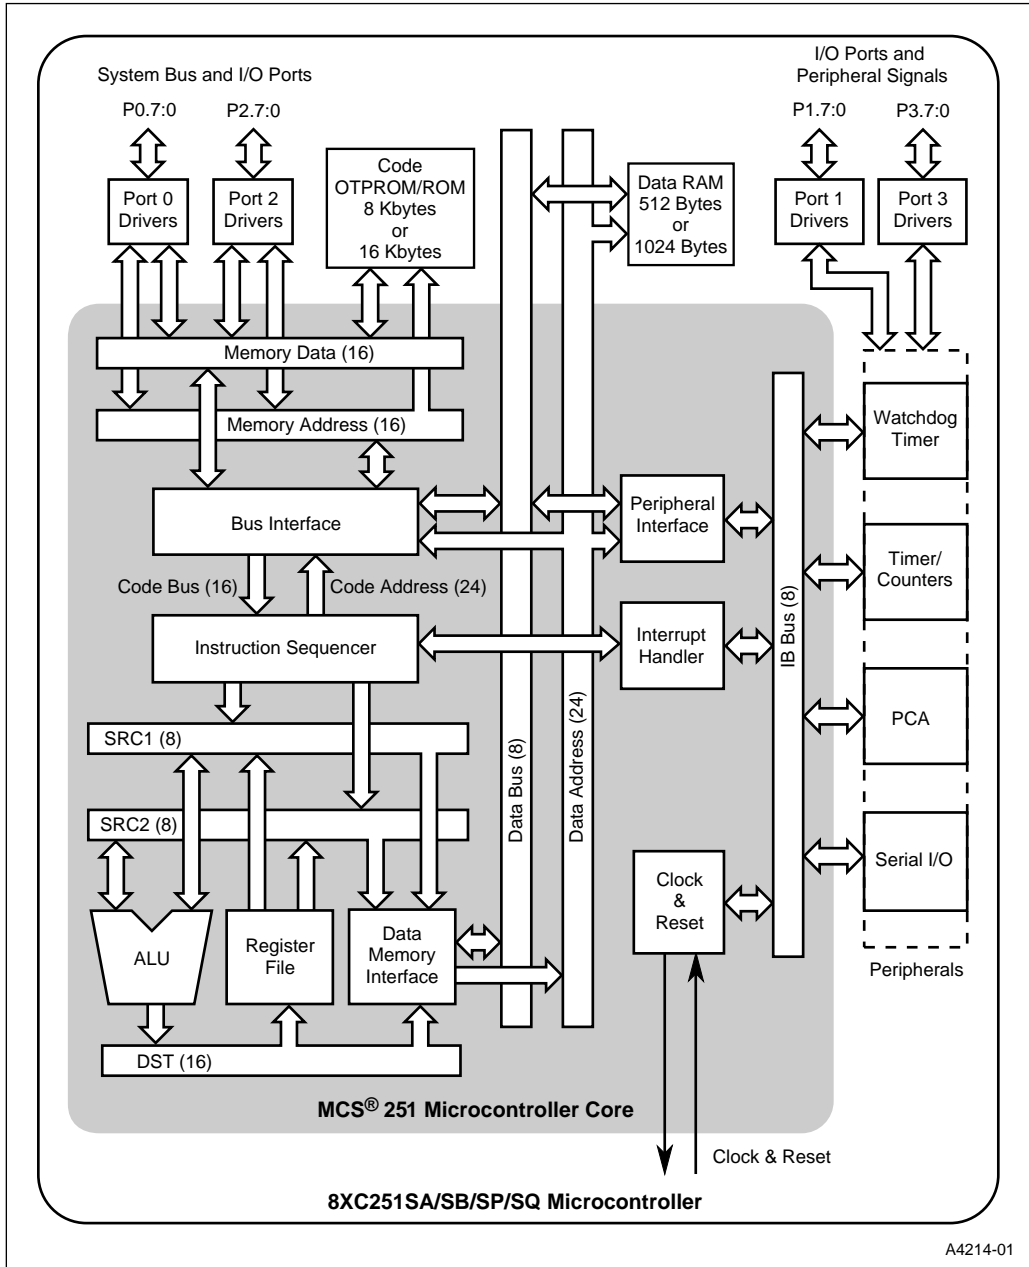 System Bus and I/O Ports
I/O Ports and
Peripheral Signals
P0.7:0
P2.7:0
P1.7:0
P3.7:0
Port 0
Drivers
Port 2
Drivers
Code
OTPROM/ROM
8 Kbytes
or
16 Kbytes
Data RAM
512 Bytes
or
1024 Bytes
Port 1
Drivers
Port 3
Drivers
Memory Data (16)
Memory Address (16)
Bus Interface
Peripheral
Interface
Watchdog
Timer
Code Bus (16)
Code Address (24)
Timer/
Counters
Instruction Sequencer
Interrupt
Handler
IB Bus (8)
SRC1 (8)
Data Bus (8)
Data Address (24)
PCA
SRC2 (8)
ALU
Register
File
Data
Memory
Interface
Clock
&
Reset
Serial I/O
Peripherals
DST (16)
MCS® 251 Microcontroller Core
Clock & Reset
8XC251SA/SB/SP/SQ Microcontroller
A4214-01